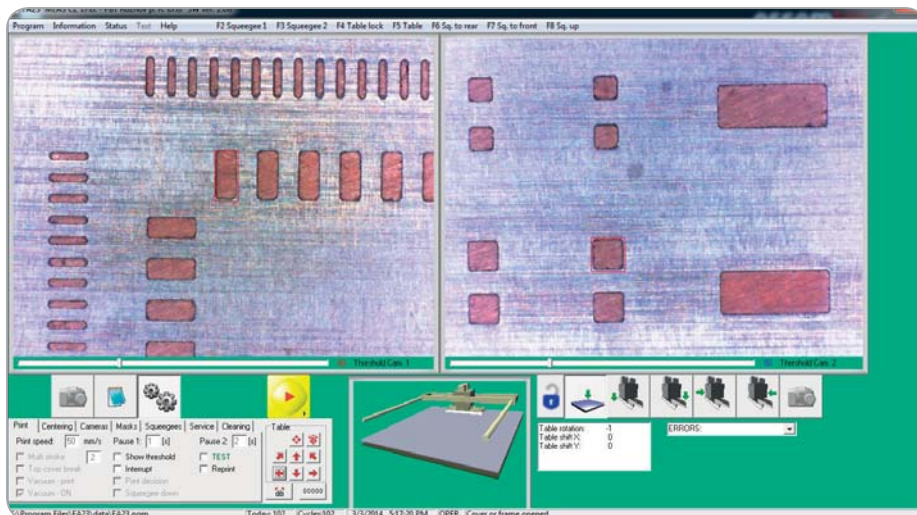 Program Information Status Test Help F2 Squeegee 1 F3 Squeegee 2 F4 Table lock F5 Table F6 Sq. to rear F7 Sq. to front F8 Sq. up
Threshold Cam. 1
Threshold Cam. 2
Print Centering Cameras Masks Squeegees Service Cleaning
Print speed: 50 mm/s Pause 1: 1 [s] Pause 2: 2 [s]
Multi stroke 2 Show threshold TEST
Top cover break Interrupt Reprint
Vacuum - print Print decision
Vacuum - ON Squeegee down
Table:
00000
Table rotation: -1
Table shift X: 0
Table shift Y: 0
ERRORS:
Today: 102 Cycles: 102 3/3/2014 5:17:20 PM OPER Cover or frame opened